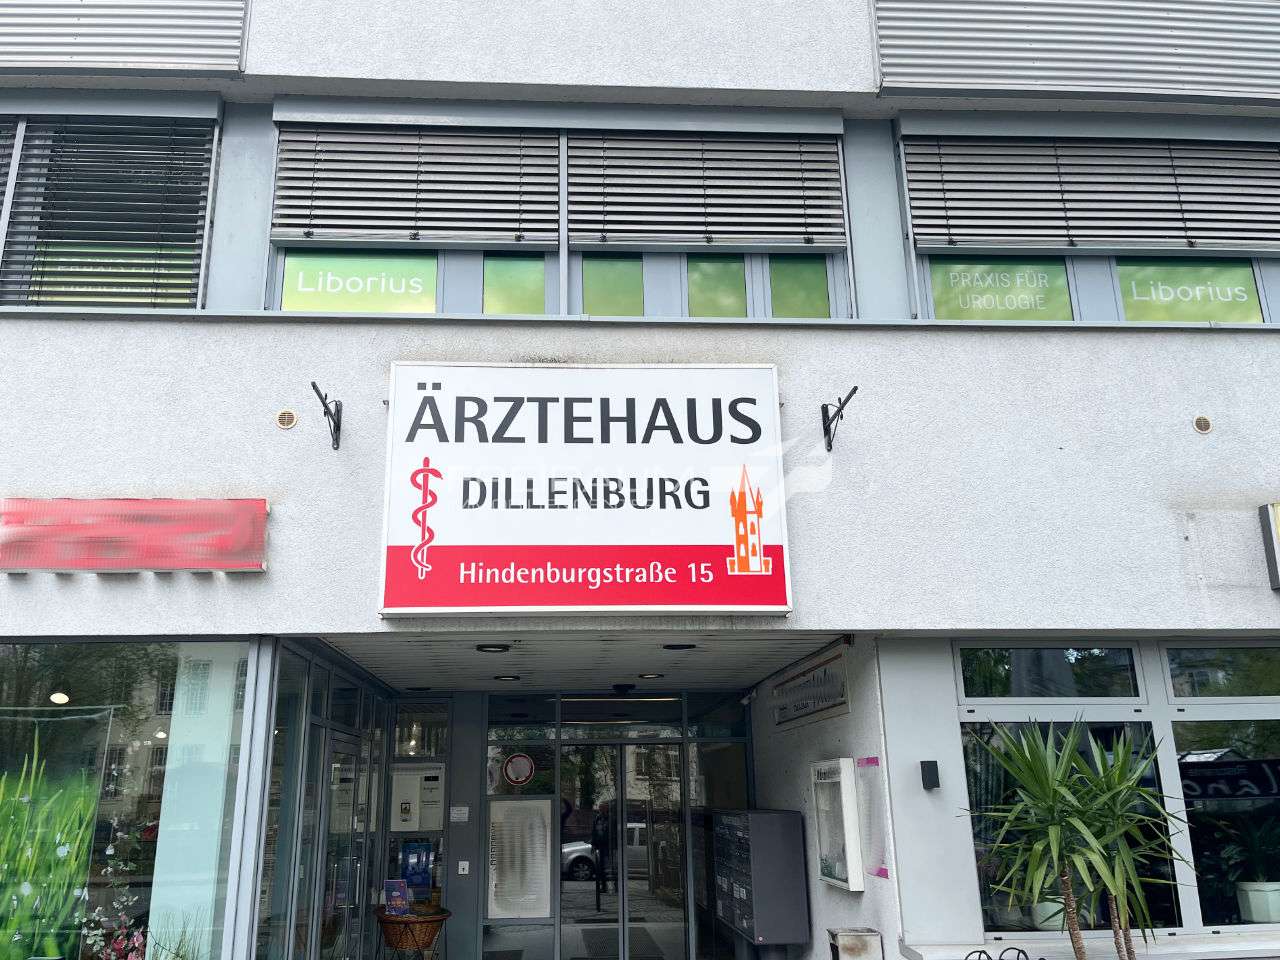 Liborius
PRAXIS FÜR
UROLOGIE
Liborius
ÄRZTEHAUS
DILLENBURG
Hindenburgstraße 15